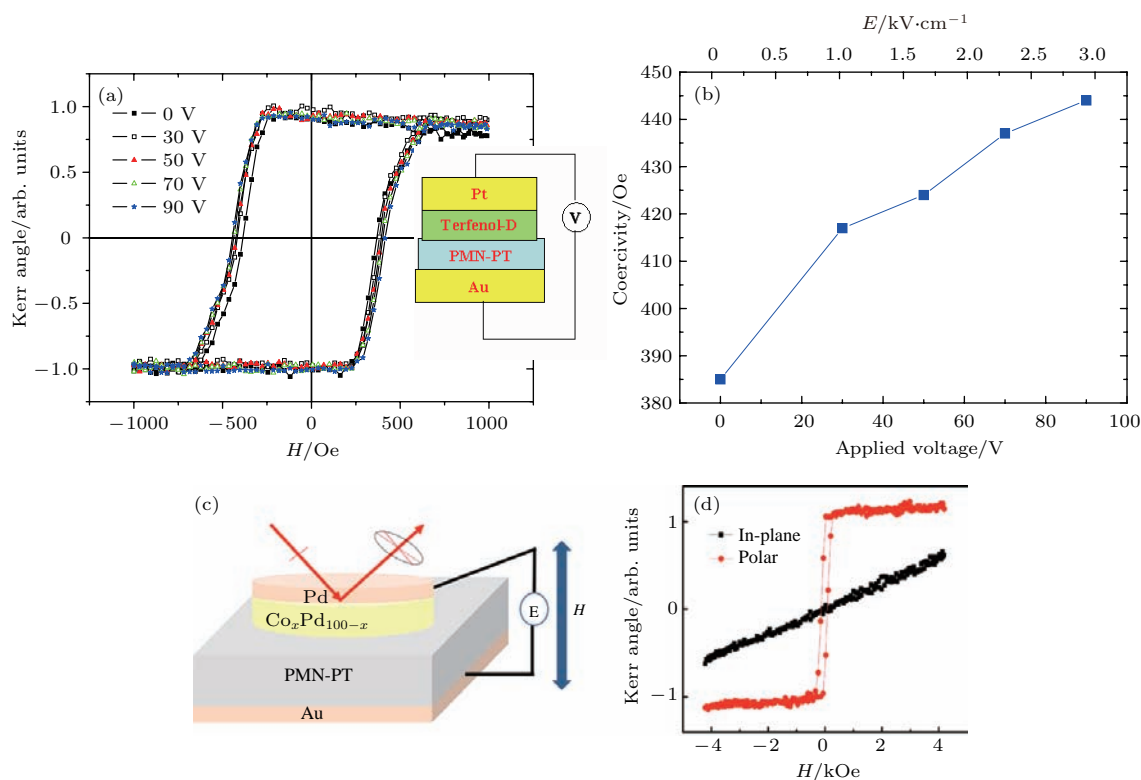 (a)
0 V
30 V
50 V
70 V
90 V
Kerr angle/arb. units
1.0
0.5
0
−0.5
−1.0
−1000
−500
0
500
1000
H/Oe
Pt
Terfenol-D
PMN-PT
Au
V
E/kV·cm⁻¹
0
0.5
1.0
1.5
2.0
2.5
3.0
(b)
Coercivity/Oe
450
440
430
420
410
400
390
380
0
20
40
60
80
100
Applied voltage/V
(c)
Pd
CoₓPd₁₀₀₋ₓ
PMN-PT
Au
E
H
(d)
In-plane
Polar
Kerr angle/arb. units
1
0
−1
−4
−2
0
2
4
H/kOe